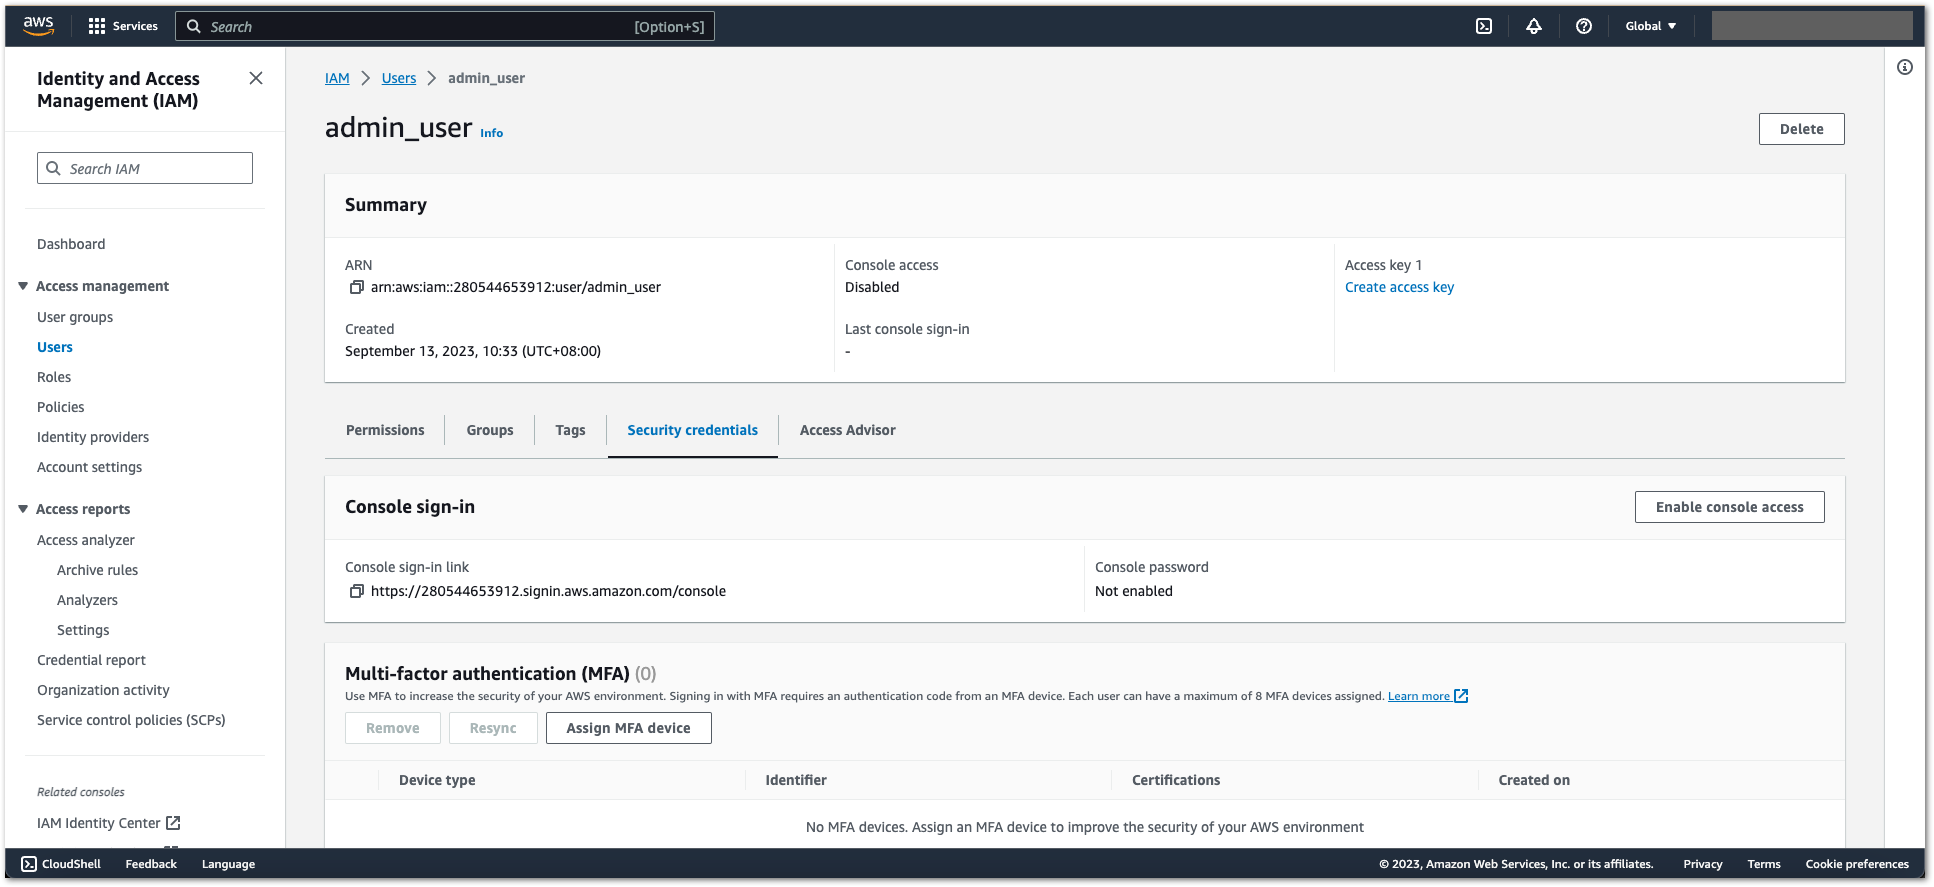 aws
Services
Search
[Option+S]
Global
Identity and Access
Management (IAM)
Search IAM
Dashboard
Access management
User groups
Users
Roles
Policies
Identity providers
Account settings
Access reports
Access analyzer
Archive rules
Analyzers
Settings
Credential report
Organization activity
Service control policies (SCPs)
Related consoles
IAM Identity Center
IAM
Users
admin_user
admin_user Info
Delete
Summary
ARN
arn:aws:iam::280544653912:user/admin_user
Created
September 13, 2023, 10:33 (UTC+08:00)
Console access
Disabled
Last console sign-in
-
Access key 1
Create access key
Permissions
Groups
Tags
Security credentials
Access Advisor
Console sign-in
Enable console access
Console sign-in link
https://280544653912.signin.aws.amazon.com/console
Console password
Not enabled
Multi-factor authentication (MFA) (0)
Use MFA to increase the security of your AWS environment. Signing in with MFA requires an authentication code from an MFA device. Each user can have a maximum of 8 MFA devices assigned. Learn more
Remove
Resync
Assign MFA device
Device type
Identifier
Certifications
Created on
No MFA devices. Assign an MFA device to improve the security of your AWS environment
CloudShell
Feedback
Language
© 2023, Amazon Web Services, Inc. or its affiliates.
Privacy
Terms
Cookie preferences